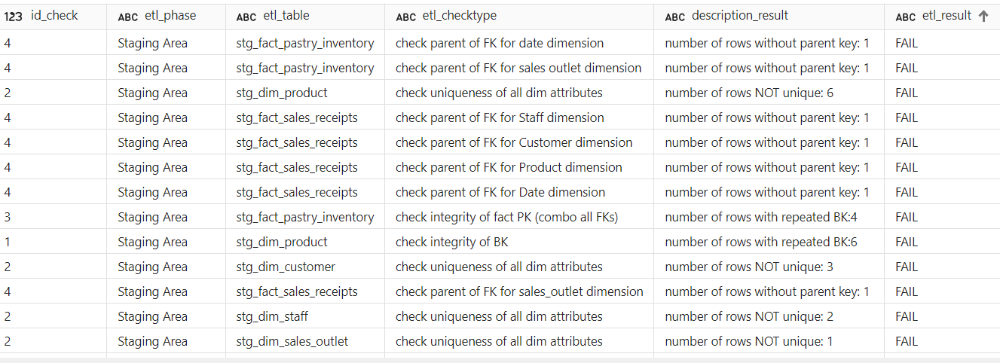 123 id_check ABC etl_phase ABC etl_table ABC etl_checktype ABC description_result ABC etl_result
4 Staging Area stg_fact_pastry_inventory check parent of FK for date dimension number of rows without parent key: 1 FAIL
4 Staging Area stg_fact_pastry_inventory check parent of FK for sales outlet dimension number of rows without parent key: 1 FAIL
2 Staging Area stg_dim_product check uniqueness of all dim attributes number of rows NOT unique: 6 FAIL
4 Staging Area stg_fact_sales_receipts check parent of FK for Staff dimension number of rows without parent key: 1 FAIL
4 Staging Area stg_fact_sales_receipts check parent of FK for Customer dimension number of rows without parent key: 1 FAIL
4 Staging Area stg_fact_sales_receipts check parent of FK for Product dimension number of rows without parent key: 1 FAIL
4 Staging Area stg_fact_sales_receipts check parent of FK for Date dimension number of rows without parent key: 1 FAIL
3 Staging Area stg_fact_pastry_inventory check integrity of fact PK (combo all FKs) number of rows with repeated BK:4 FAIL
1 Staging Area stg_dim_product check integrity of BK number of rows with repeated BK:6 FAIL
2 Staging Area stg_dim_customer check uniqueness of all dim attributes number of rows NOT unique: 3 FAIL
4 Staging Area stg_fact_sales_receipts check parent of FK for sales_outlet dimension number of rows without parent key: 1 FAIL
2 Staging Area stg_dim_staff check uniqueness of all dim attributes number of rows NOT unique: 2 FAIL
2 Staging Area stg_dim_sales_outlet check uniqueness of all dim attributes number of rows NOT unique: 1 FAIL